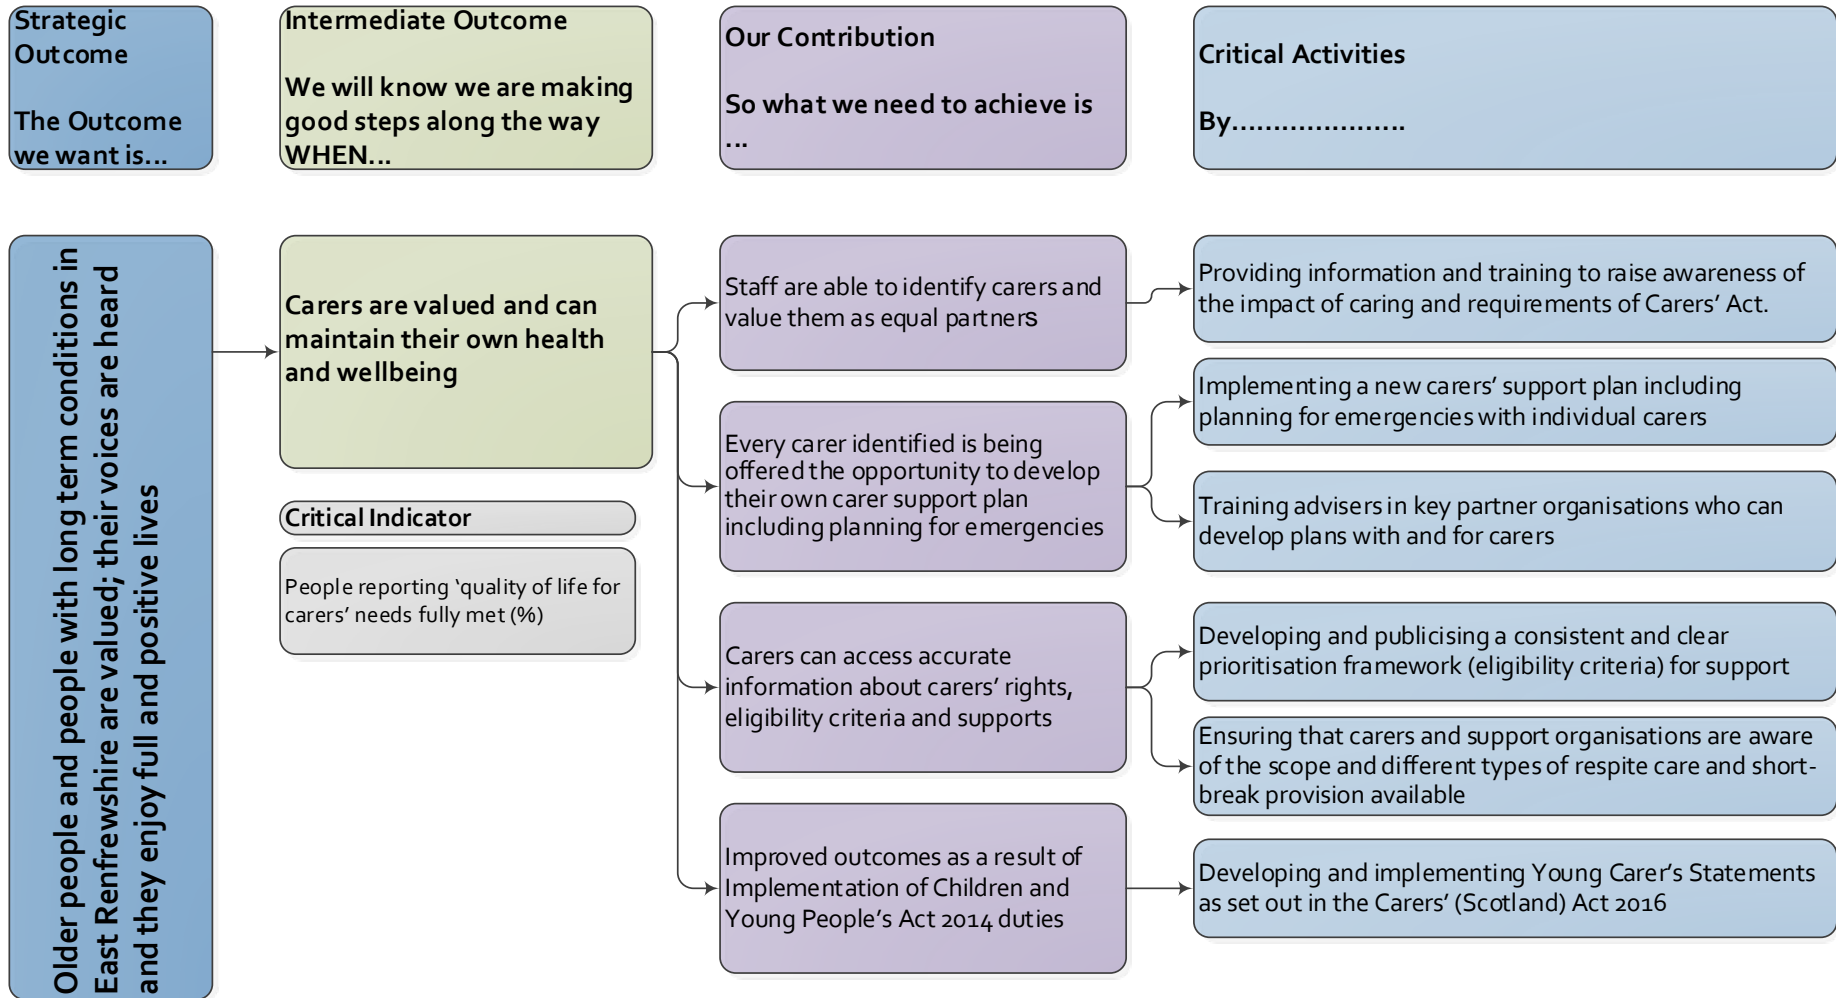 Strategic
Outcome
The Outcome
we want is...
Intermediate Outcome
We will know we are making
good steps along the way
WHEN...
Our Contribution
So what we need to achieve is
...
Critical Activities
By.....................
Older people and people with long term conditions in
East Renfrewshire are valued; their voices are heard
and they enjoy full and positive lives
Carers are valued and can
maintain their own health
and wellbeing
Critical Indicator
People reporting ‘quality of life for
carers’ needs fully met (%)
Staff are able to identify carers and
value them as equal partners
Every carer identified is being
offered the opportunity to develop
their own carer support plan
including planning for emergencies
Carers can access accurate
information about carers’ rights,
eligibility criteria and supports
Improved outcomes as a result of
Implementation of Children and
Young People’s Act 2014 duties
Providing information and training to raise awareness of
the impact of caring and requirements of Carers’ Act.
Implementing a new carers’ support plan including
planning for emergencies with individual carers
Training advisers in key partner organisations who can
develop plans with and for carers
Developing and publicising a consistent and clear
prioritisation framework (eligibility criteria) for support
Ensuring that carers and support organisations are aware
of the scope and different types of respite care and short-
break provision available
Developing and implementing Young Carer’s Statements
as set out in the Carers’ (Scotland) Act 2016